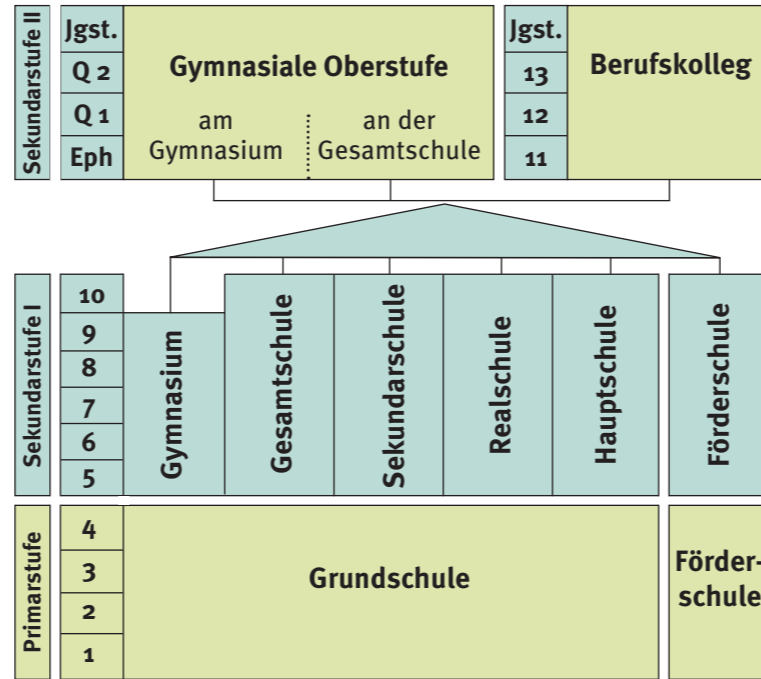 Sekundarstufe II
Jgst.
Q 2
Q 1
Eph
Gymnasiale Oberstufe
am
Gymnasium
an der
Gesamtschule
Jgst.
13
12
11
Berufskolleg
Sekundarstufe I
10
9
8
7
6
5
Gymnasium
Gesamtschule
Sekundarschule
Realschule
Hauptschule
Förderschule
Primarstufe
4
3
2
1
Grundschule
Förder-
schule